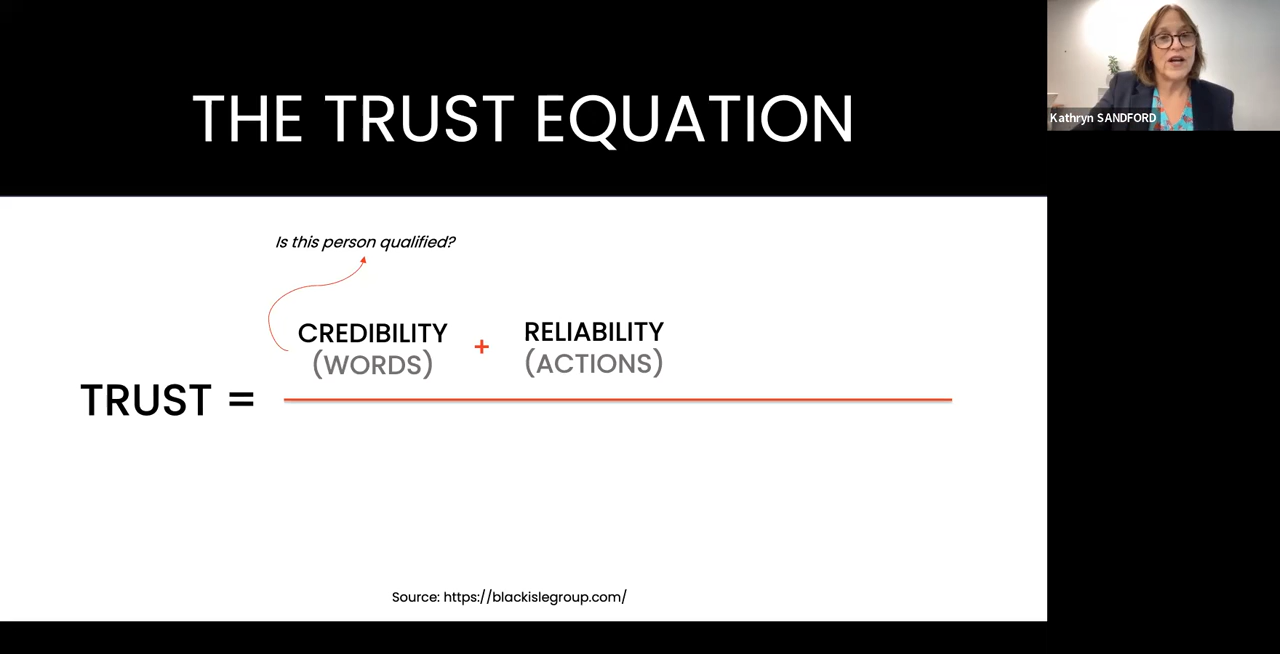 THE TRUST EQUATION
Kathryn SANDFORD
Is this person qualified?
CREDIBILITY + RELIABILITY
(WORDS) (ACTIONS)
TRUST =
Source: https://blackislegroup.com/